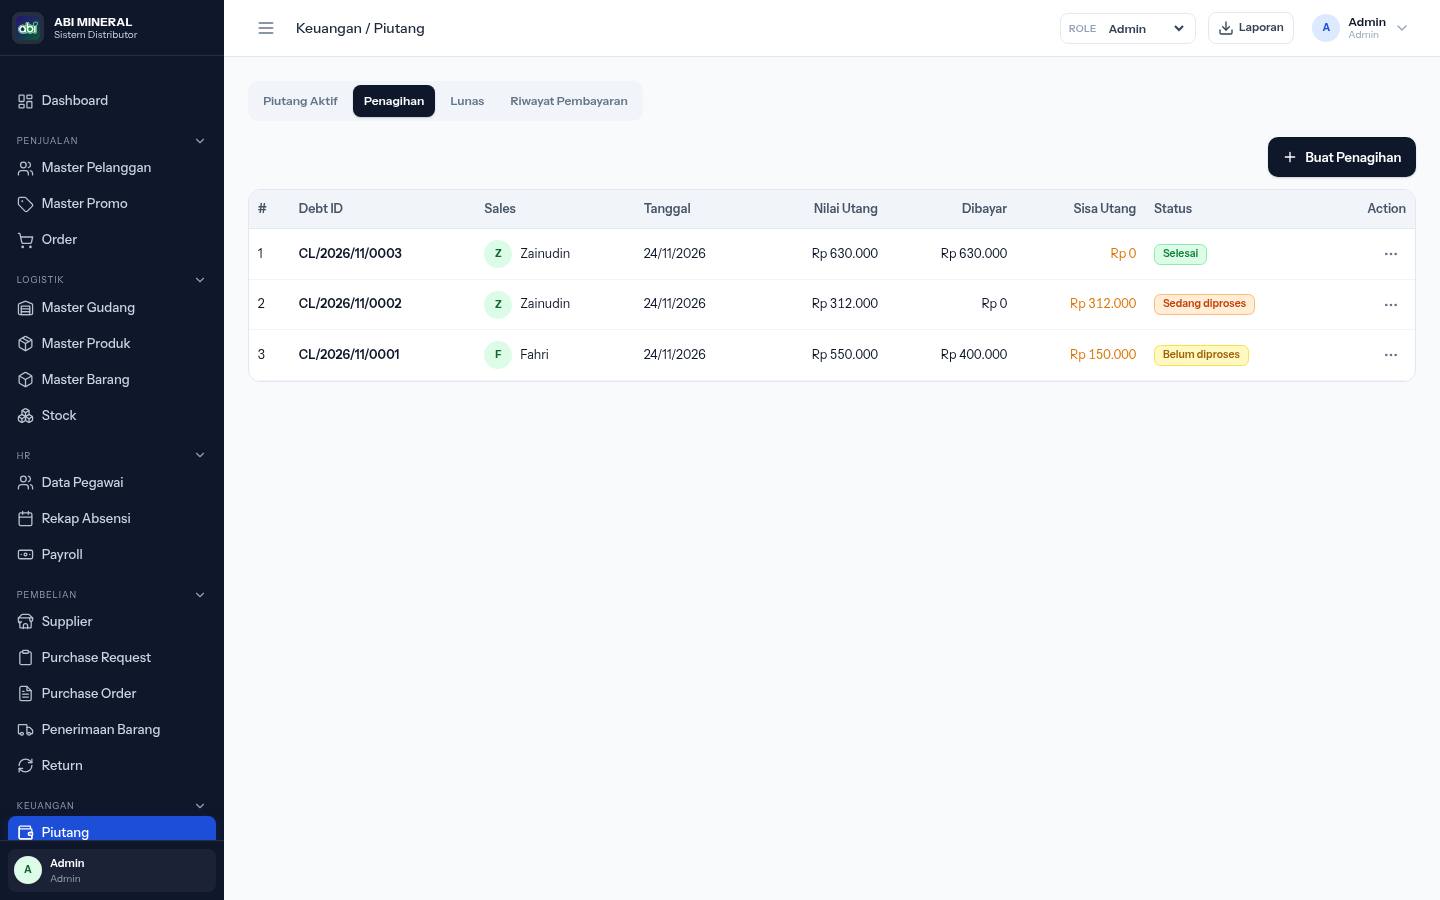 abi
ABI MINERAL
Sistem Distributor
Dashboard
PENJUALAN
Master Pelanggan
Master Promo
Order
LOGISTIK
Master Gudang
Master Produk
Master Barang
Stock
HR
Data Pegawai
Rekap Absensi
Payroll
PEMBELIAN
Supplier
Purchase Request
Purchase Order
Penerimaan Barang
Return
KEUANGAN
Piutang
A
Admin
Admin
Keuangan / Piutang
ROLE Admin
Laporan
A
Admin
Admin
Piutang Aktif Penagihan Lunas Riwayat Pembayaran
+ Buat Penagihan
# Debt ID Sales Tanggal Nilai Utang Dibayar Sisa Utang Status Action
1 CL/2026/11/0003 Z Zainudin 24/11/2026 Rp 630.000 Rp 630.000 Rp 0 Selesai ...
2 CL/2026/11/0002 Z Zainudin 24/11/2026 Rp 312.000 Rp 0 Rp 312.000 Sedang diproses ...
3 CL/2026/11/0001 F Fahri 24/11/2026 Rp 550.000 Rp 400.000 Rp 150.000 Belum diproses ...